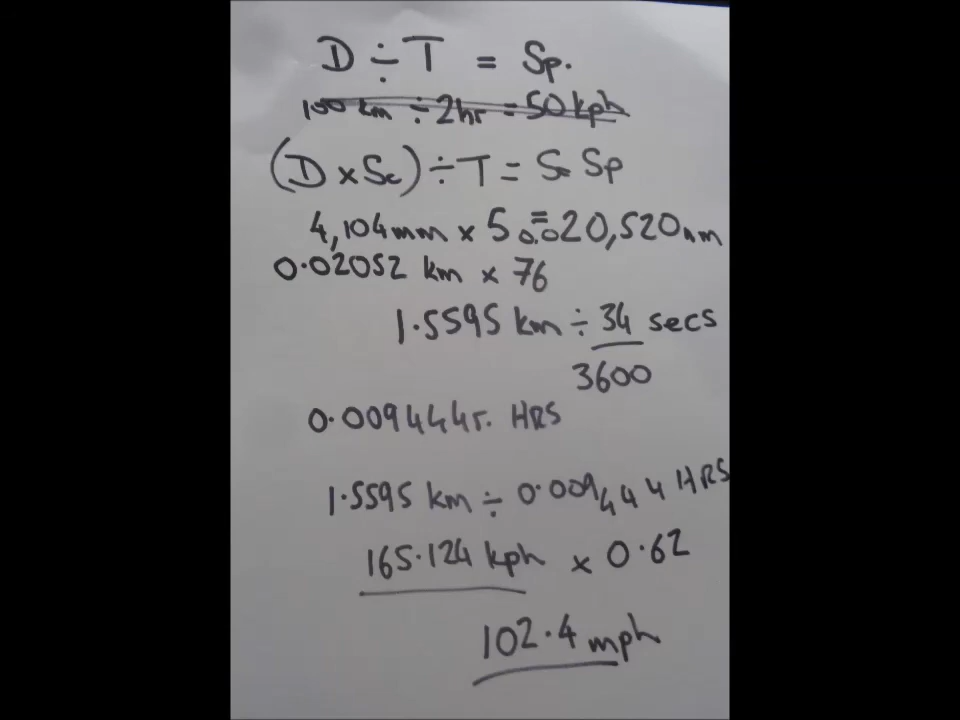 D ÷ T = Sp.
100 km ÷ 2hr = 50 kph
(D x Sc) ÷ T = Sc Sp
4,104mm x 5 = 20,520mm
0.02052 km x 76
1.5595 km ÷ 34 secs
3600
0.009444r. HRS
1.5595 km ÷ 0.009444 HRS
165.124 kph x 0.62
102.4 mph